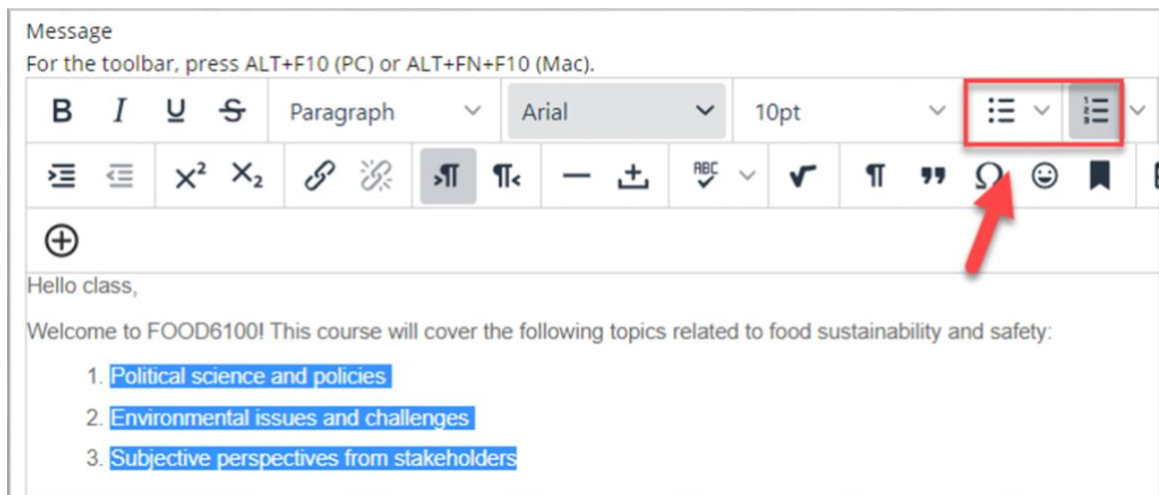 Message
For the toolbar, press ALT+F10 (PC) or ALT+FN+F10 (Mac).
B I U S Paragraph Arial 10pt
X² X₂ ABC ¶ Ω
Hello class,
Welcome to FOOD6100! This course will cover the following topics related to food sustainability and safety:
1. Political science and policies
2. Environmental issues and challenges
3. Subjective perspectives from stakeholders